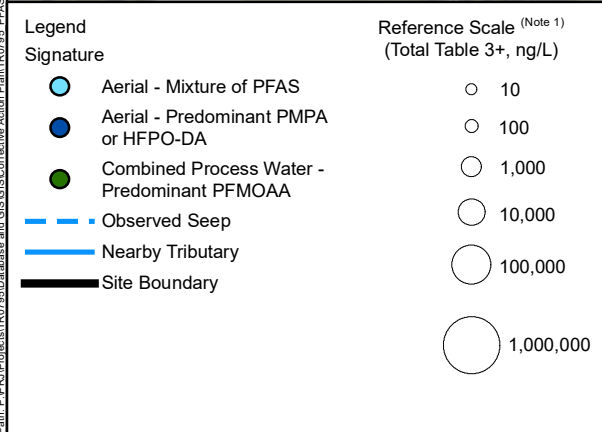 Legend
Signature
Aerial - Mixture of PFAS
Aerial - Predominant PMPA
or HFPO-DA
Combined Process Water -
Predominant PFMOAA
Observed Seep
Nearby Tributary
Site Boundary
Reference Scale (Note 1)
(Total Table 3+, ng/L)
10
100
1,000
10,000
100,000
1,000,000